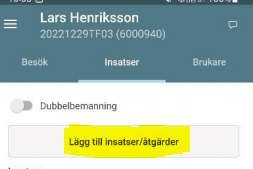 Lars Henriksson
20221229TF03 (6000940)
Besök Insatser Brukare
Dubbelbemanning
Lägg till insatser/åtgärder